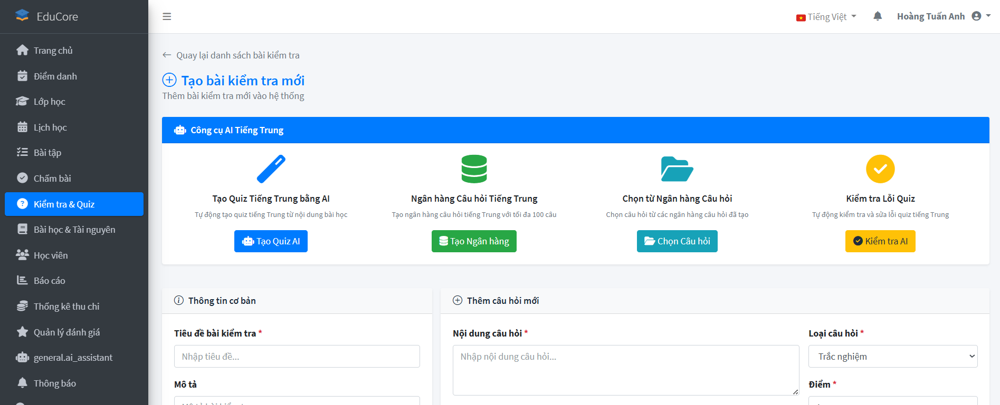 EduCore
Tiếng Việt
Hoàng Tuấn Anh
Trang chủ
Điểm danh
Lớp học
Lịch học
Bài tập
Chấm bài
Kiểm tra & Quiz
Bài học & Tài nguyên
Học viên
Báo cáo
Thống kê thu chi
Quản lý đánh giá
general.ai_assistant
Thông báo
Quay lại danh sách bài kiểm tra
Tạo bài kiểm tra mới
Thêm bài kiểm tra mới vào hệ thống
Công cụ AI Tiếng Trung
Tạo Quiz Tiếng Trung bằng AI
Tự động tạo quiz tiếng Trung từ nội dung bài học
Tạo Quiz AI
Ngân hàng Câu hỏi Tiếng Trung
Tạo ngân hàng câu hỏi tiếng Trung với tối đa 100 câu
Tạo Ngân hàng
Chọn từ Ngân hàng Câu hỏi
Chọn câu hỏi từ các ngân hàng câu hỏi đã tạo
Chọn Câu hỏi
Kiểm tra Lỗi Quiz
Tự động kiểm tra và sửa lỗi quiz tiếng Trung
Kiểm tra AI
Thông tin cơ bản
Tiêu đề bài kiểm tra *
Nhập tiêu đề...
Mô tả
Thêm câu hỏi mới
Nội dung câu hỏi *
Nhập nội dung câu hỏi...
Loại câu hỏi *
Trắc nghiệm
Điểm *